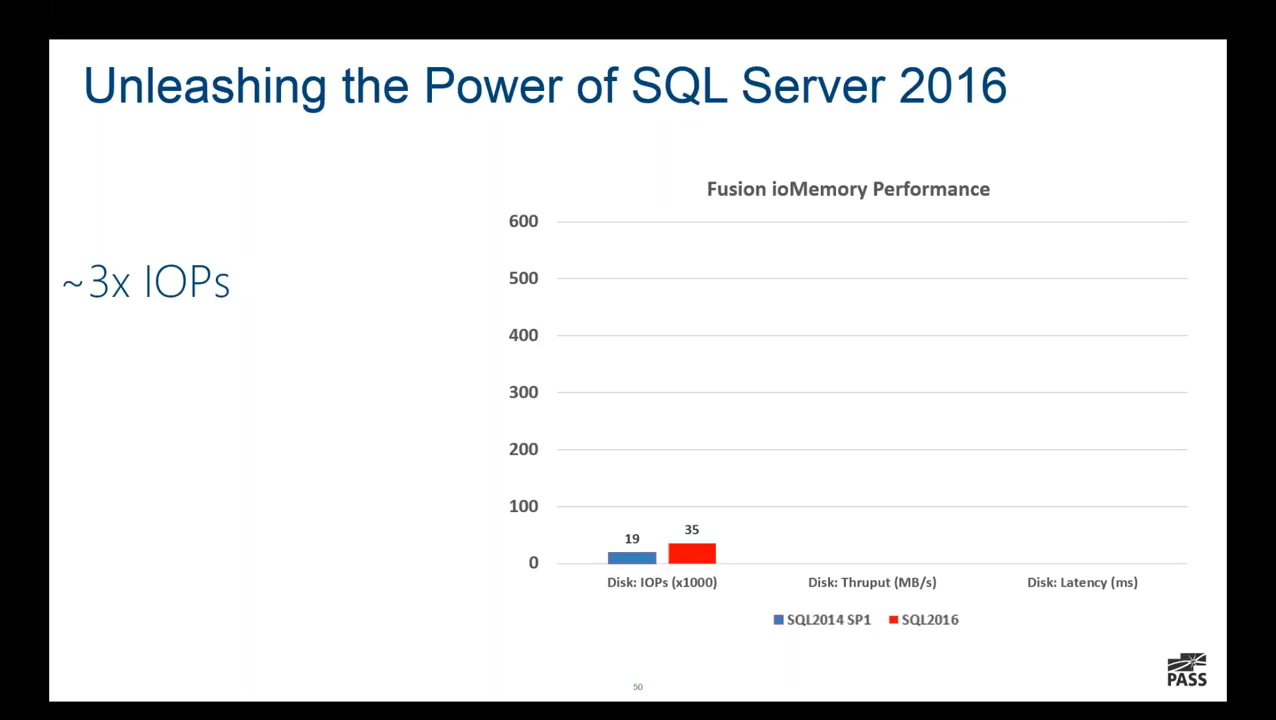 Unleashing the Power of SQL Server 2016
~3x IOPs
Fusion ioMemory Performance
600
500
400
300
200
100
0
19
35
Disk: IOPs (x1000)
Disk: Thruput (MB/s)
Disk: Latency (ms)
SQL2014 SP1
SQL2016
PASS
50